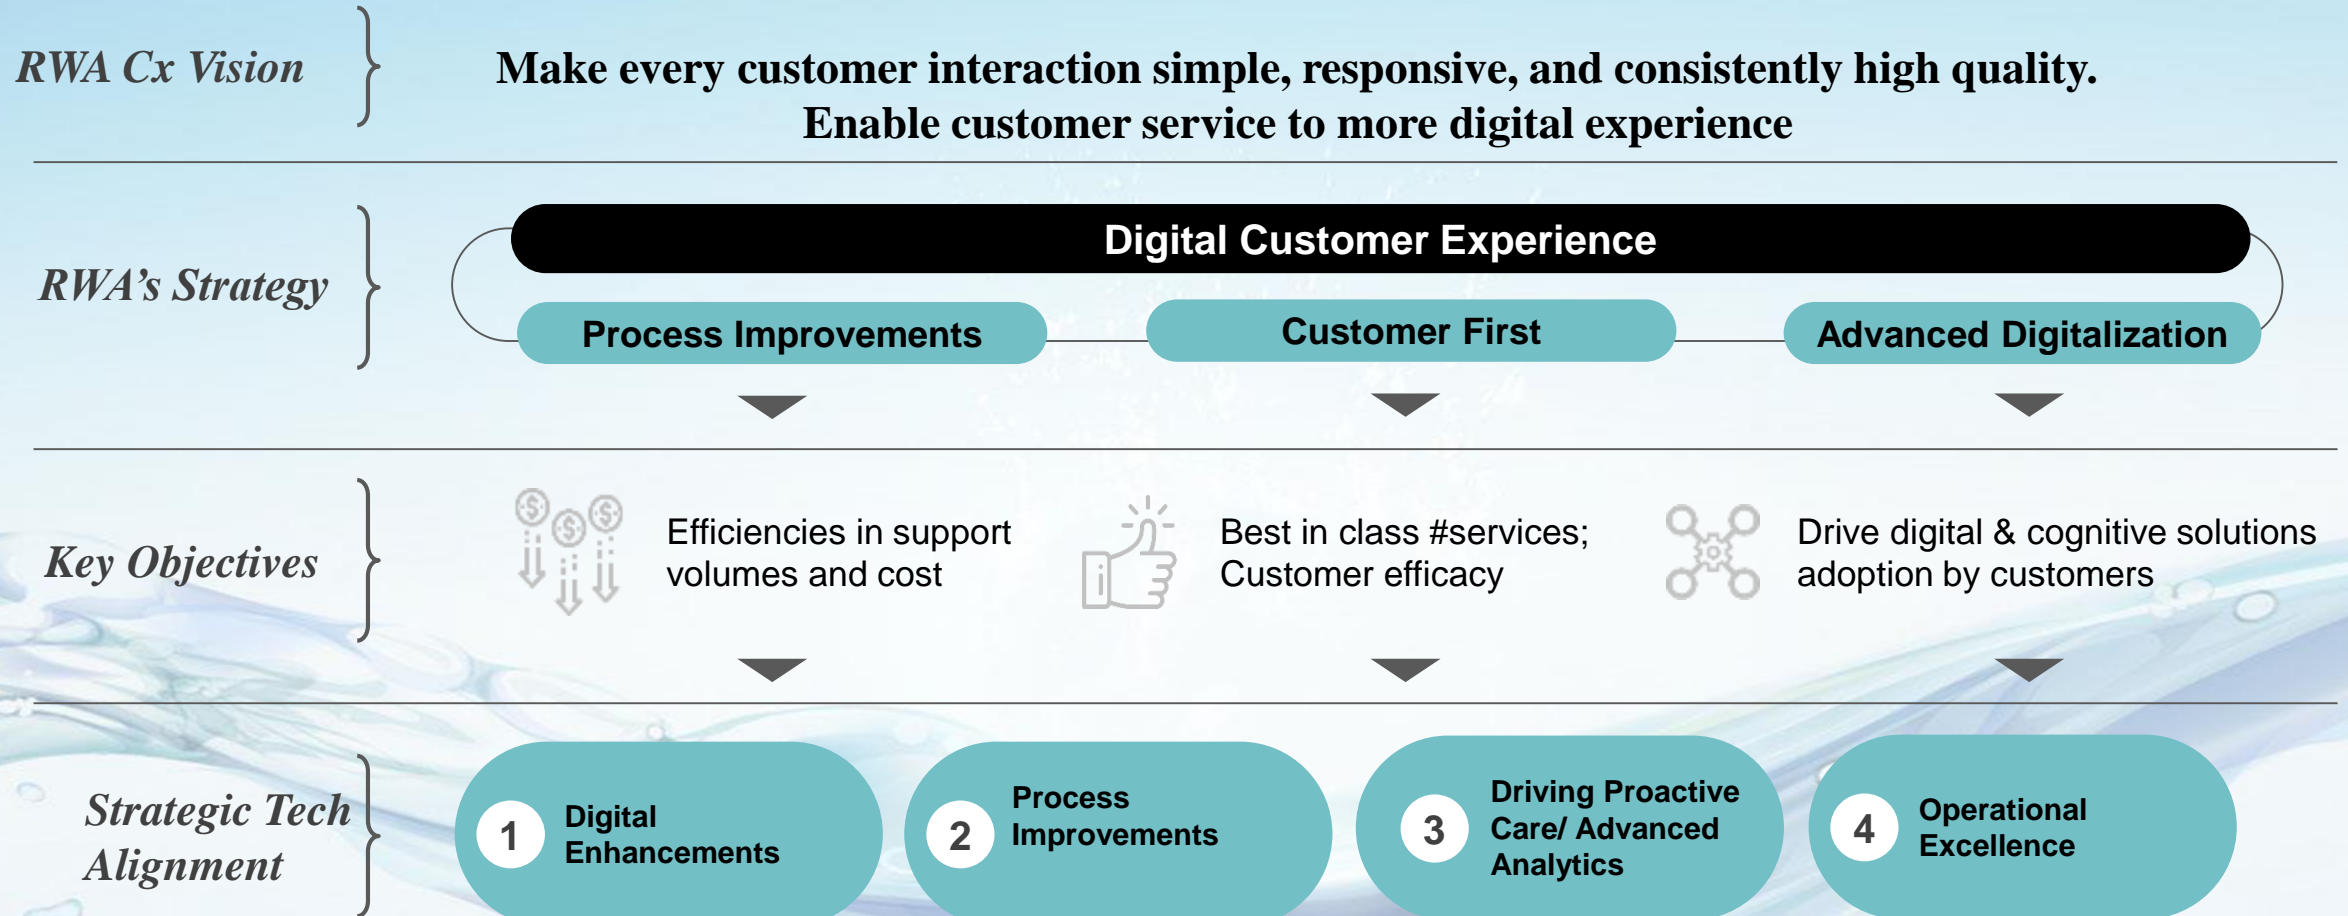 RWA Cx Vision
Make every customer interaction simple, responsive, and consistently high quality.
Enable customer service to more digital experience
RWA’s Strategy
Digital Customer Experience
Process Improvements
Customer First
Advanced Digitalization
Key Objectives
Efficiencies in support
volumes and cost
Best in class #services;
Customer efficacy
Drive digital & cognitive solutions
adoption by customers
Strategic Tech
Alignment
1
Digital
Enhancements
2
Process
Improvements
3
Driving Proactive
Care/ Advanced
Analytics
4
Operational
Excellence